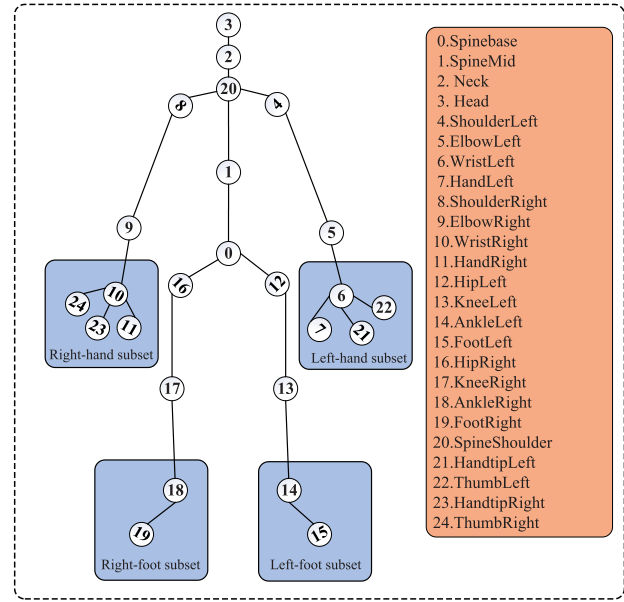 3
2
20
8
4
1
9
5
0
16
12
10
24
23
11
Right-hand subset
6
22
7
21
Left-hand subset
17
13
18
19
Right-foot subset
14
15
Left-foot subset
0.Spinebase
1.SpineMid
2. Neck
3. Head
4.ShoulderLeft
5.ElbowLeft
6.WristLeft
7.HandLeft
8.ShoulderRight
9.ElbowRight
10.WristRight
11.HandRight
12.HipLeft
13.KneeLeft
14.AnkleLeft
15.FootLeft
16.HipRight
17.KneeRight
18.AnkleRight
19.FootRight
20.SpineShoulder
21.HandtipLeft
22.ThumbLeft
23.HandtipRight
24.ThumbRight